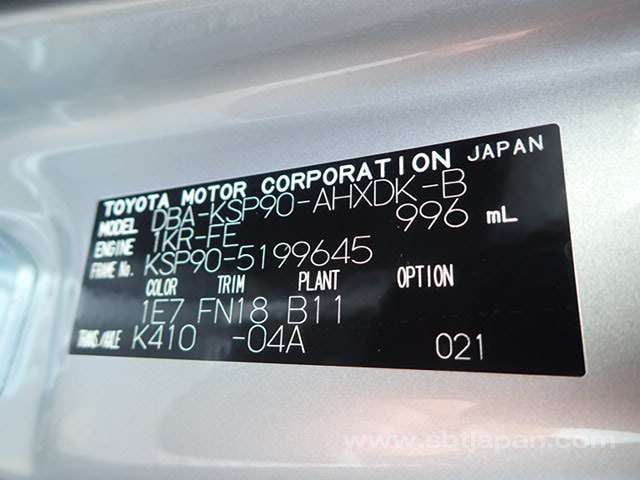 TOYOTA MOTOR CORPORATION JAPAN
MODEL DBA-KSP90-AHXDK-B
ENGINE 1KR-FE 996 mL
FRAME No. KSP90-5199645
COLOR TRIM PLANT OPTION
1E7 FN18 B11
TRANS./AXLE K410 -04A 021
www.sbtjapan.com